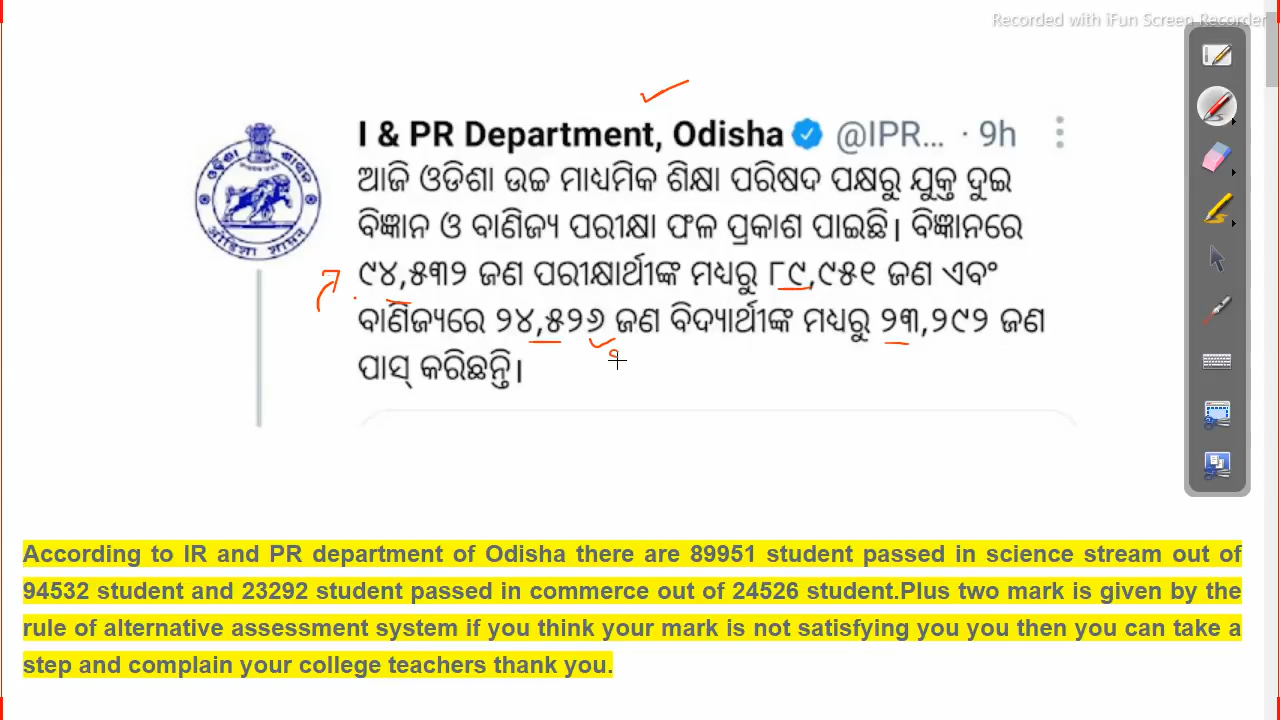 Recorded with iFun Screen Recorder
I & PR Department, Odisha @IPR... · 9h
ଆଜି ଓଡିଶା ଉଚ୍ଚ ମାଧ୍ୟମିକ ଶିକ୍ଷା ପରିଷଦ ପକ୍ଷରୁ ଯୁକ୍ତ ଦୁଇ
ବିଜ୍ଞାନ ଓ ବାଣିଜ୍ୟ ପରୀକ୍ଷା ଫଳ ପ୍ରକାଶ ପାଇଛି। ବିଜ୍ଞାନରେ
୯୪,୫୩୨ ଜଣ ପରୀକ୍ଷାର୍ଥୀଙ୍କ ମଧ୍ୟରୁ ୮୯,୯୫୧ ଜଣ ଏବଂ
ବାଣିଜ୍ୟରେ ୨୪,୫୨୬ ଜଣ ବିଦ୍ୟାର୍ଥୀଙ୍କ ମଧ୍ୟରୁ ୨୩,୨୯୨ ଜଣ
ପାସ୍ କରିଛନ୍ତି।
According to IR and PR department of Odisha there are 89951 student passed in science stream out of
94532 student and 23292 student passed in commerce out of 24526 student.Plus two mark is given by the
rule of alternative assessment system if you think your mark is not satisfying you you then you can take a
step and complain your college teachers thank you.